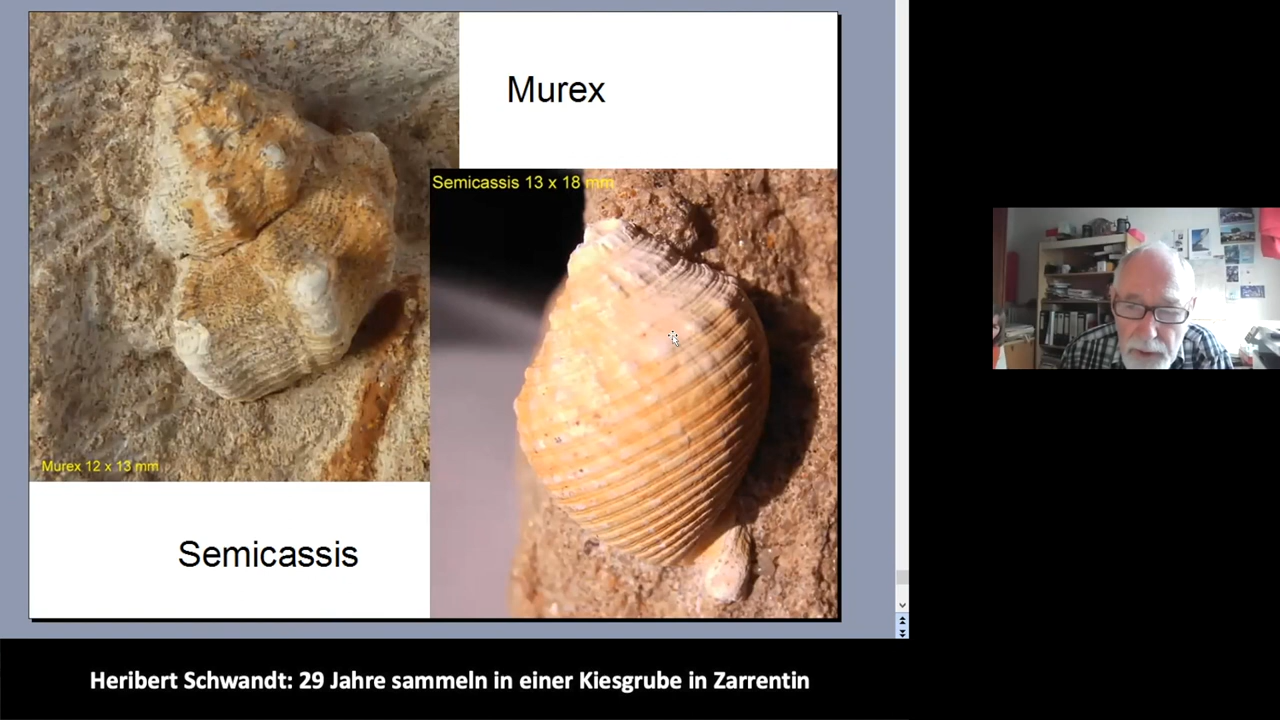 Murex
Semicassis 13 x 18 mm
Murex 12 x 13 mm
Semicassis
Heribert Schwandt: 29 Jahre sammeln in einer Kiesgrube in Zarrentin